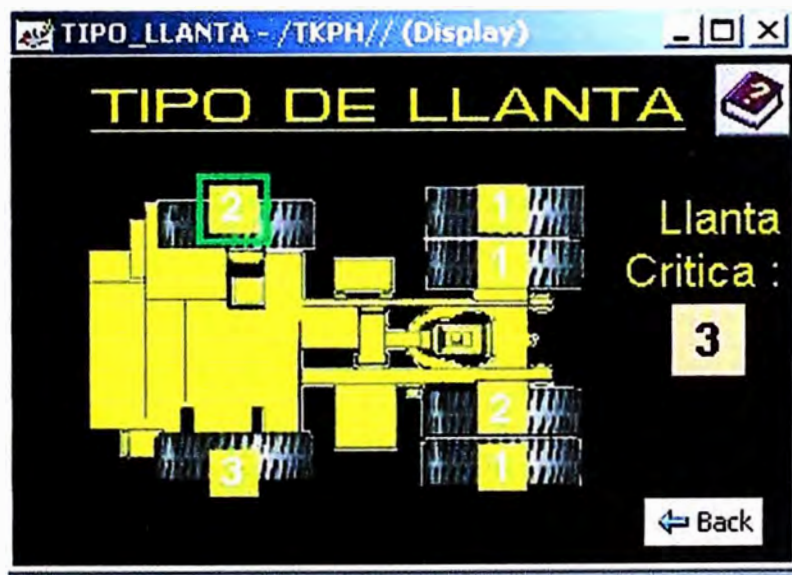 TIPO_LLANTA - /TKPH// (Display)
TIPO DE LLANTA
?
2
1
1
Llanta
Critica :
3
2
3
1
Back